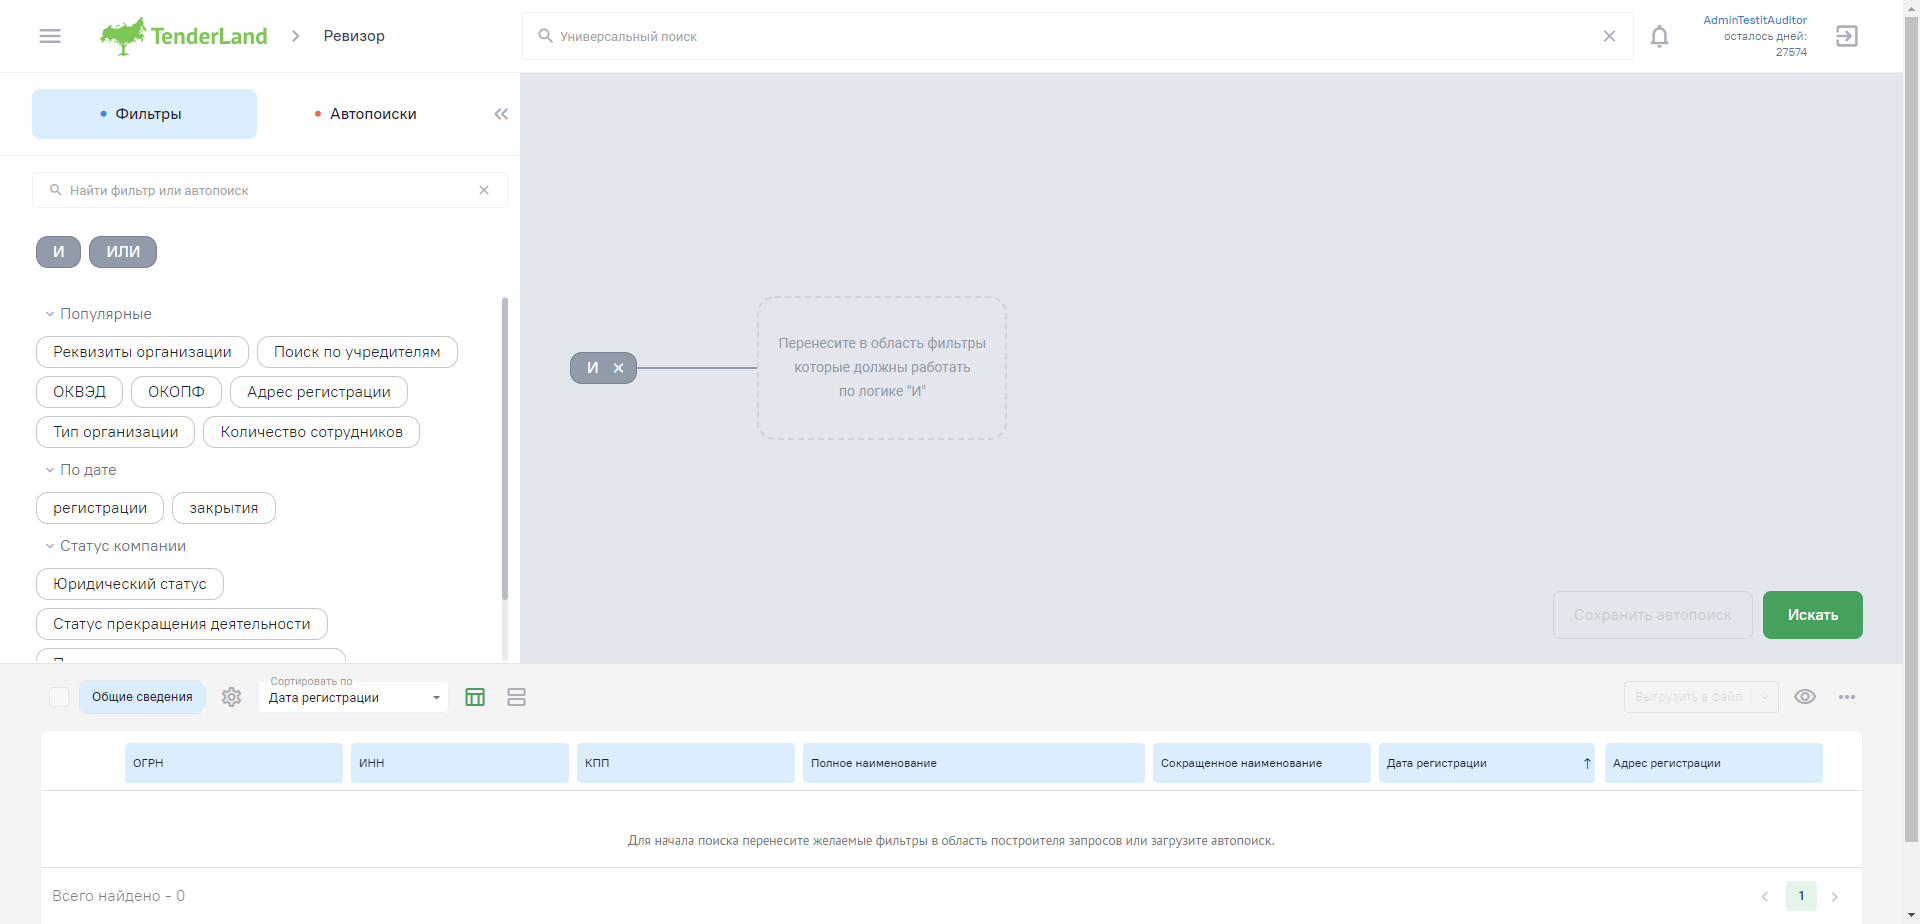 TenderLand
Ревизор
Универсальный поиск
AdminTestitAuditor
осталось дней:
27574
Фильтры
Автопоиски
Найти фильтр или автопоиск
И ИЛИ
Популярные
Реквизиты организации Поиск по учредителям
ОКВЭД ОКОПФ Адрес регистрации
Тип организации Количество сотрудников
По дате
регистрации закрытия
Статус компании
Юридический статус
Статус прекращения деятельности
И
Перенесите в область фильтры
которые должны работать
по логике "И"
Сохранить автопоиск Искать
Общие сведения
Сортировать по
Дата регистрации
Выгрузить в файл
ОГРН ИНН КПП Полное наименование Сокращенное наименование Дата регистрации Адрес регистрации
Для начала поиска перенесите желаемые фильтры в область построителя запросов или загрузите автопоиск.
Всего найдено - 0
1